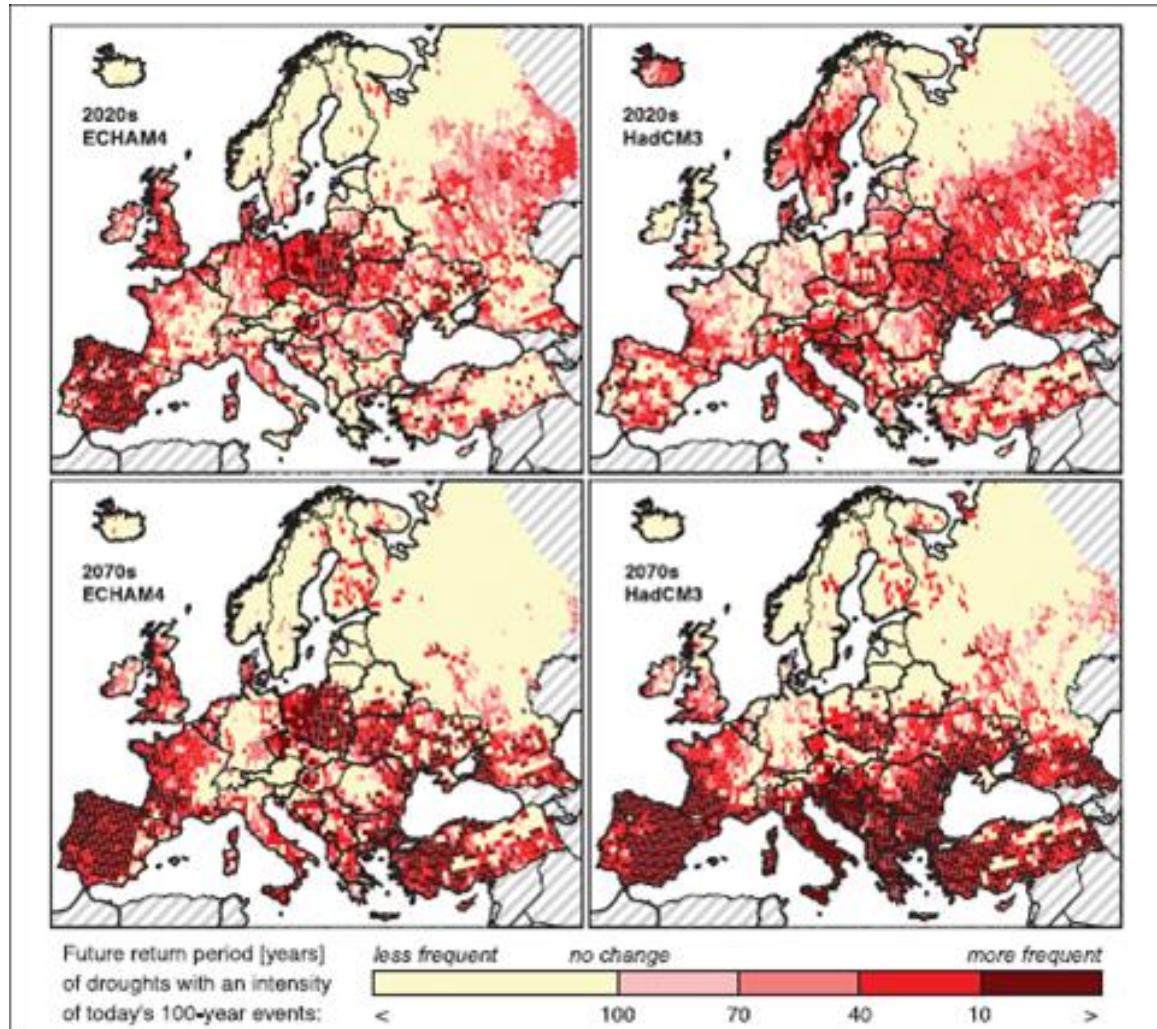 2020s
ECHAM4
2020s
HadCM3
2070s
ECHAM4
2070s
HadCM3
Future return period [years]
of droughts with an intensity
of today's 100-year events:
less frequent no change more frequent
< 100 70 40 10 >